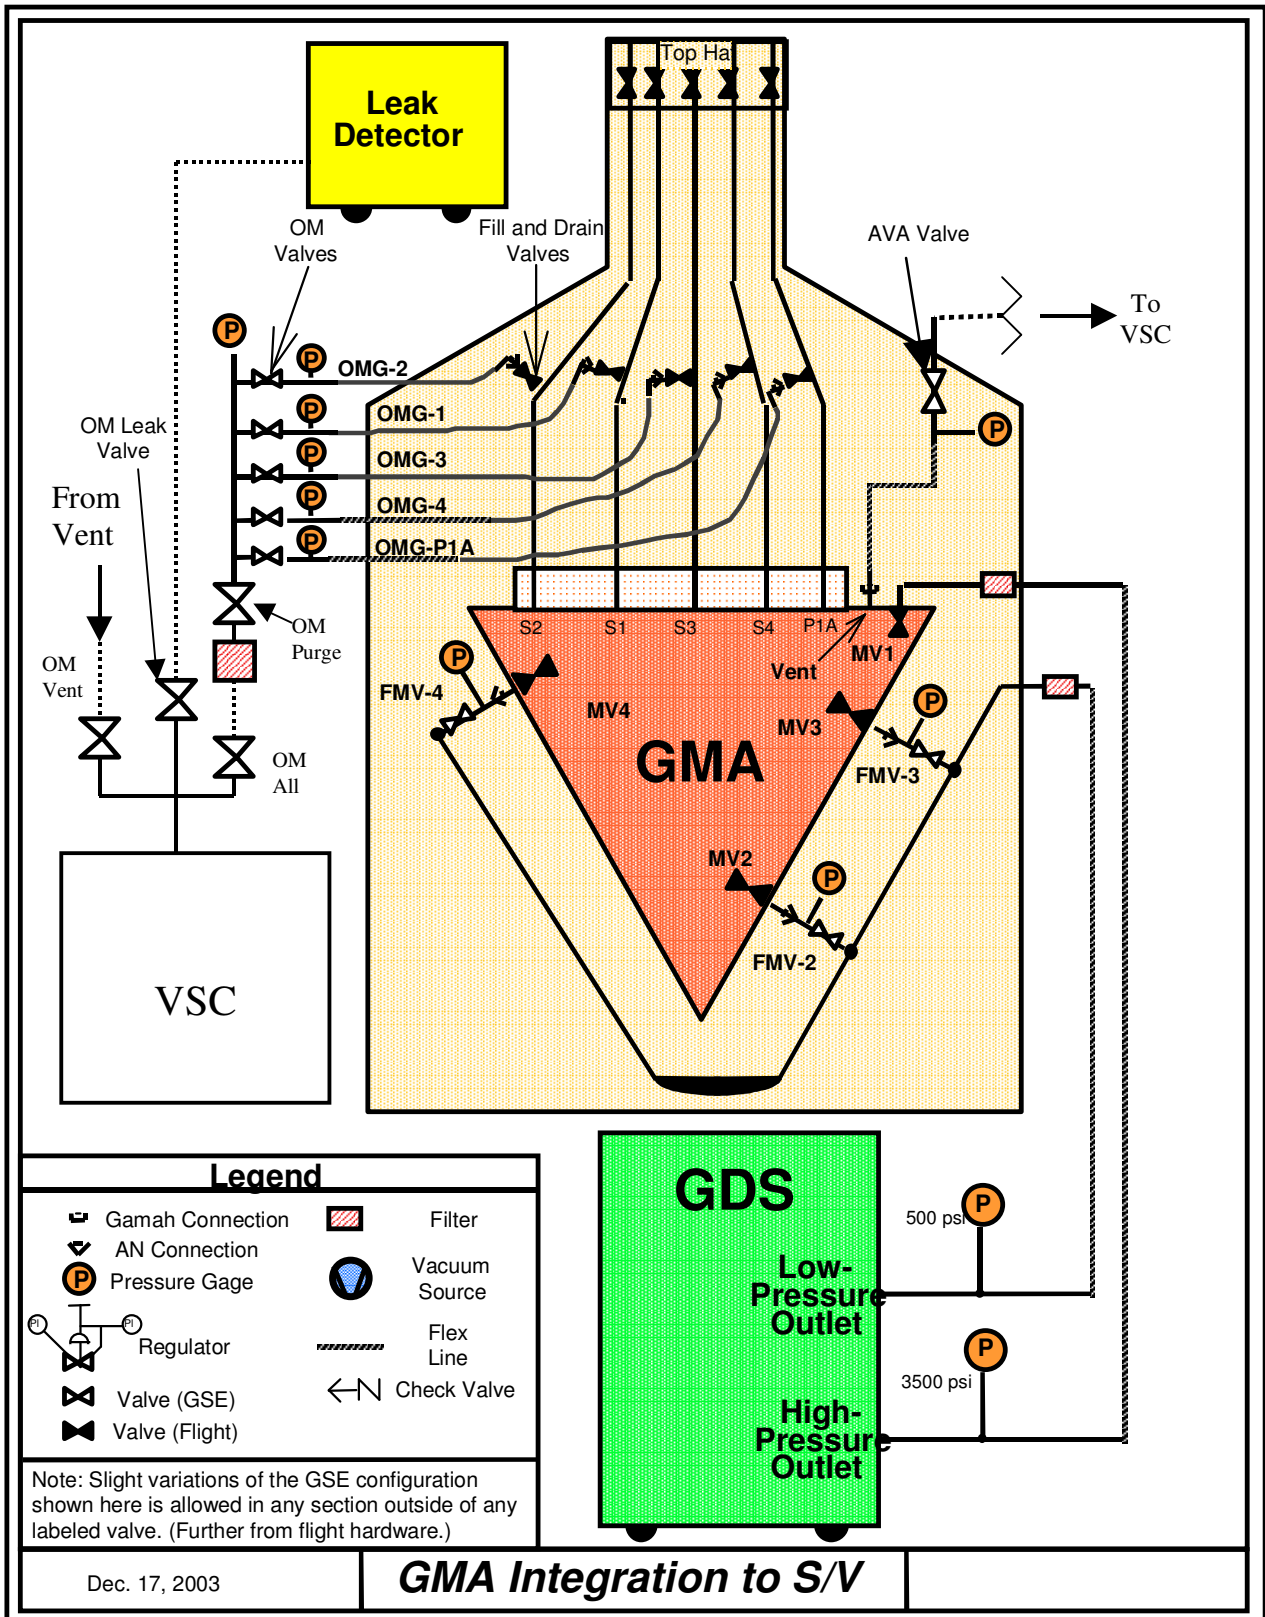 Top Ha
Leak
Detector
OM
Valves
Fill and Drain
Valves
AVA Valve
To
VSC
P
P
OMG-2
P
OMG-1
P
OM Leak
Valve
P
OMG-3
From
Vent
P
OMG-4
P
OMG-P1A
OM
Purge
S2
S1
S3
S4
P1A
MV1
Vent
OM
Vent
P
FMV-4
MV4
MV3
P
GMA
FMV-3
OM
All
MV2
P
FMV-2
VSC
Legend
Gamah Connection
Filter
AN Connection
P
Pressure Gage
Vacuum
Source
PI
PI
Regulator
Flex
Line
Check Valve
Valve (GSE)
Valve (Flight)
Note: Slight variations of the GSE configuration
shown here is allowed in any section outside of any
labeled valve. (Further from flight hardware.)
GDS
500 psi
P
Low-
Pressure
Outlet
3500 psi
P
High-
Pressure
Outlet
Dec. 17, 2003
GMA Integration to S/V